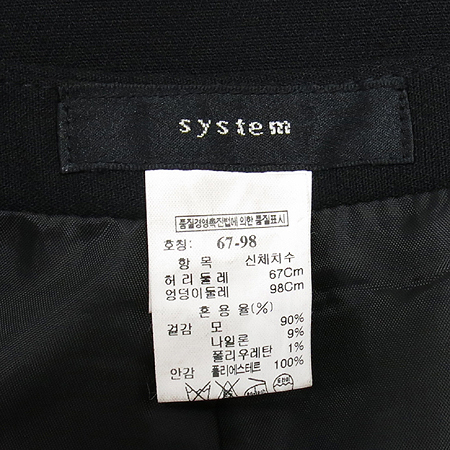 system
품질경영촉진법에 의한 품질표시
호칭: 67-98
항 목 신체치수
허리둘레 67Cm
엉덩이둘레 98Cm
혼용율(%)
겉감 모 90%
나일론 9%
폴리우레탄 1%
안감 폴리에스테르 100%